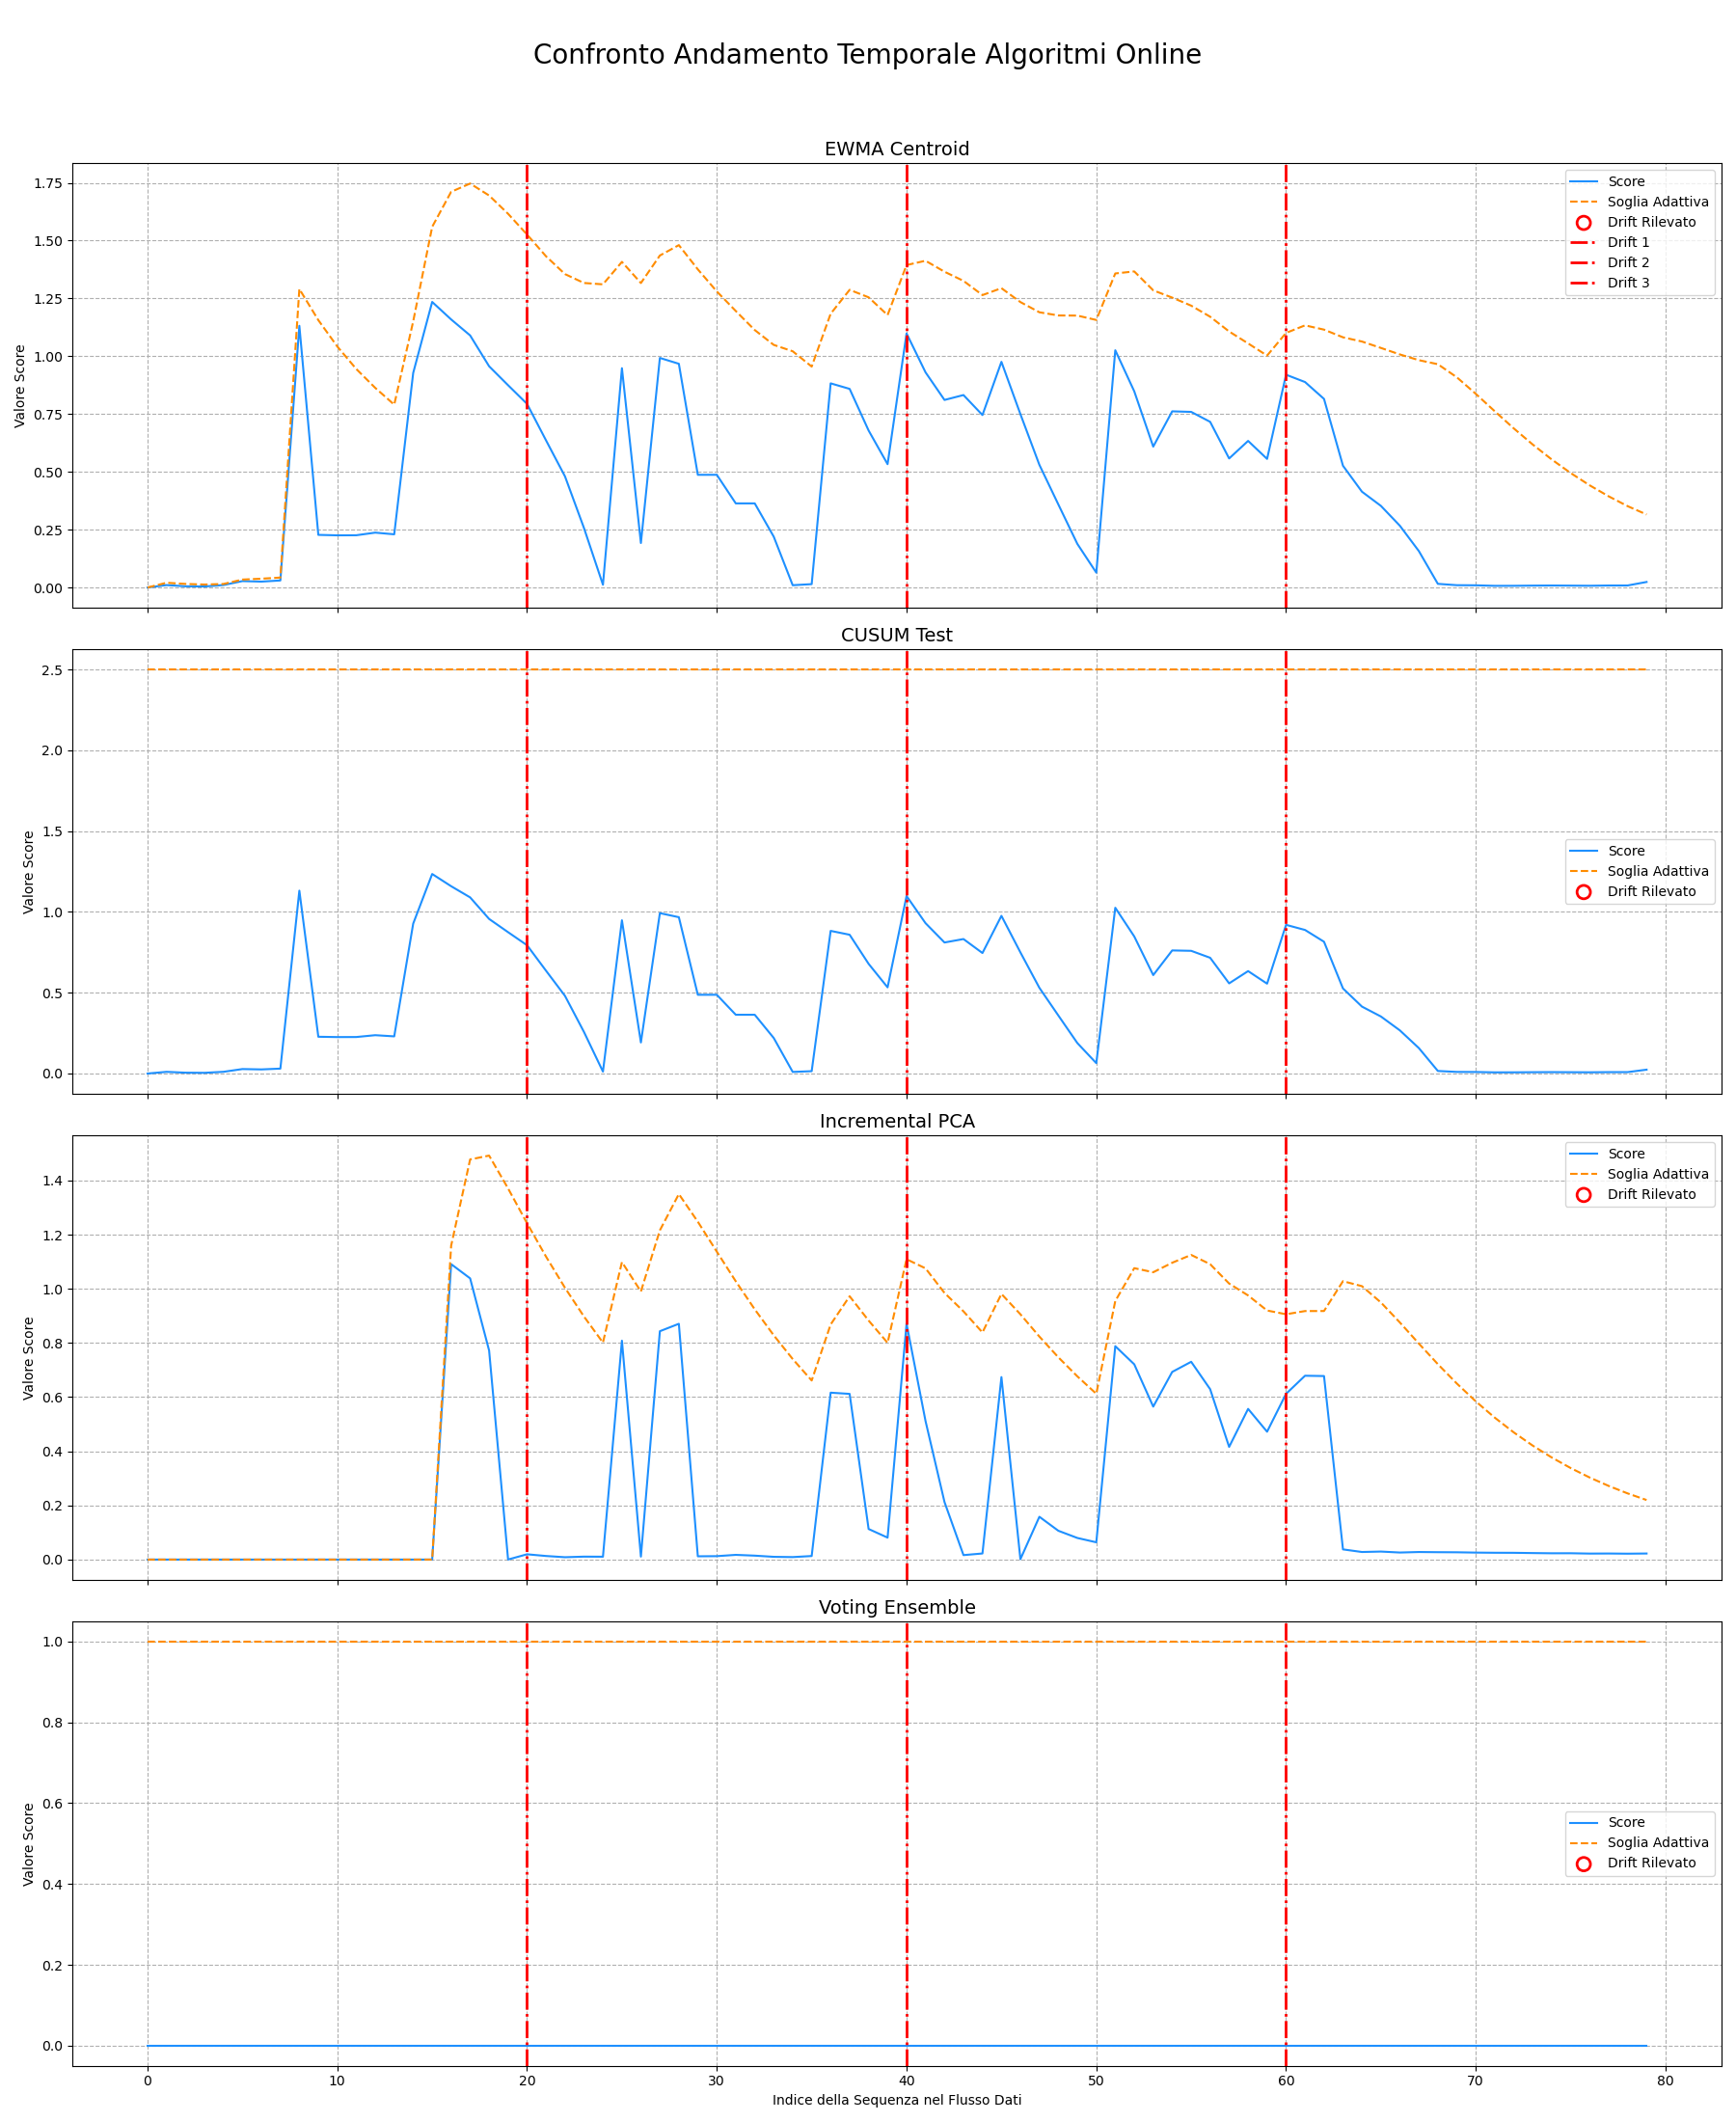 Confronto Andamento Temporale Algoritmi Online
EWMA Centroid
Valore Score
1.75
1.50
1.25
1.00
0.75
0.50
0.25
0.00
Score
Soglia Adattiva
Drift Rilevato
Drift 1
Drift 2
Drift 3
CUSUM Test
Valore Score
2.5
2.0
1.5
1.0
0.5
0.0
Score
Soglia Adattiva
Drift Rilevato
Incremental PCA
Valore Score
1.4
1.2
1.0
0.8
0.6
0.4
0.2
0.0
Score
Soglia Adattiva
Drift Rilevato
Voting Ensemble
Valore Score
1.0
0.8
0.6
0.4
0.2
0.0
Score
Soglia Adattiva
Drift Rilevato
0 10 20 30 40 50 60 70 80
Indice della Sequenza nel Flusso Dati